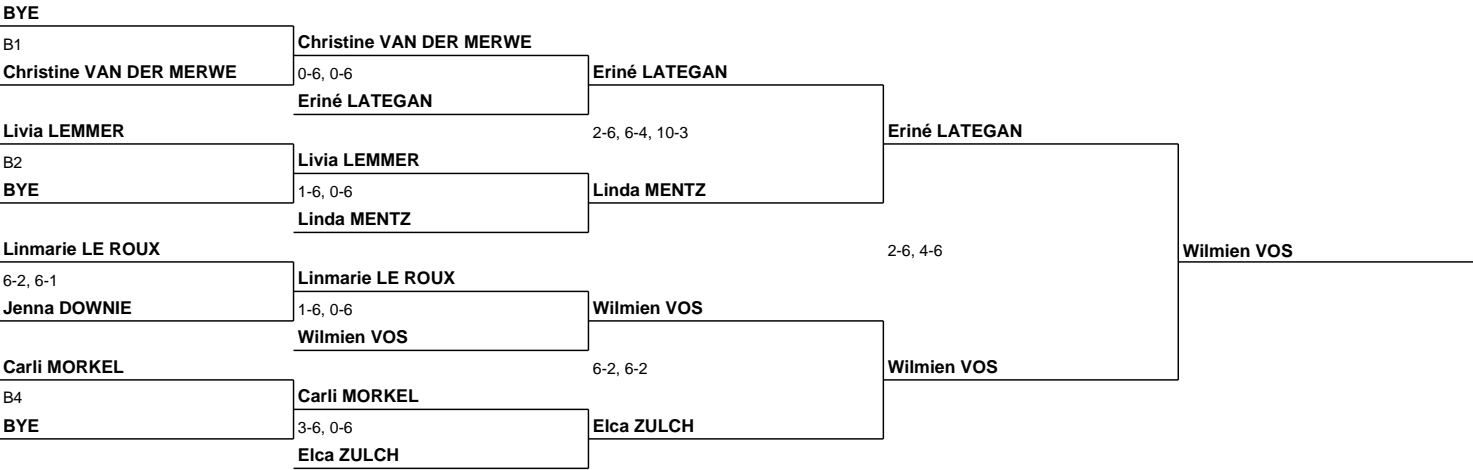 BYE
B1
Christine VAN DER MERWE
Christine VAN DER MERWE
0-6, 0-6
Eriné LATEGAN
Eriné LATEGAN
Livia LEMMER
B2
BYE
Livia LEMMER
1-6, 0-6
Linda MENTZ
2-6, 6-4, 10-3
Linda MENTZ
Eriné LATEGAN
Linmarie LE ROUX
6-2, 6-1
Jenna DOWNIE
Linmarie LE ROUX
1-6, 0-6
Wilmien VOS
Wilmien VOS
Carli MORKEL
B4
BYE
Carli MORKEL
3-6, 0-6
Elca ZULCH
6-2, 6-2
Elca ZULCH
Wilmien VOS
2-6, 4-6
Wilmien VOS